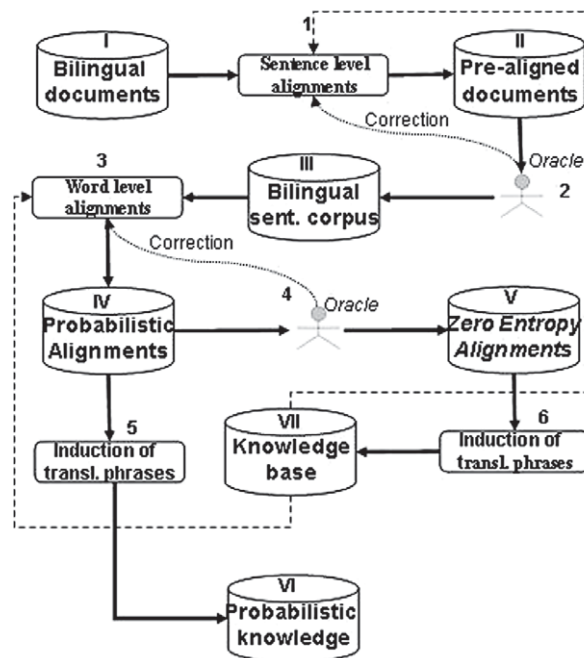 1
I
Bilingual
documents
Sentence level
alignments
II
Pre-aligned
documents
Correction
Oracle
2
3
Word level
alignments
III
Bilingual
sent. corpus
Correction
4
Oracle
IV
Probabilistic
Alignments
V
Zero Entropy
Alignments
5
Induction of
transl. phrases
VII
Knowledge
base
6
Induction of
transl. phrases
VI
Probabilistic
knowledge